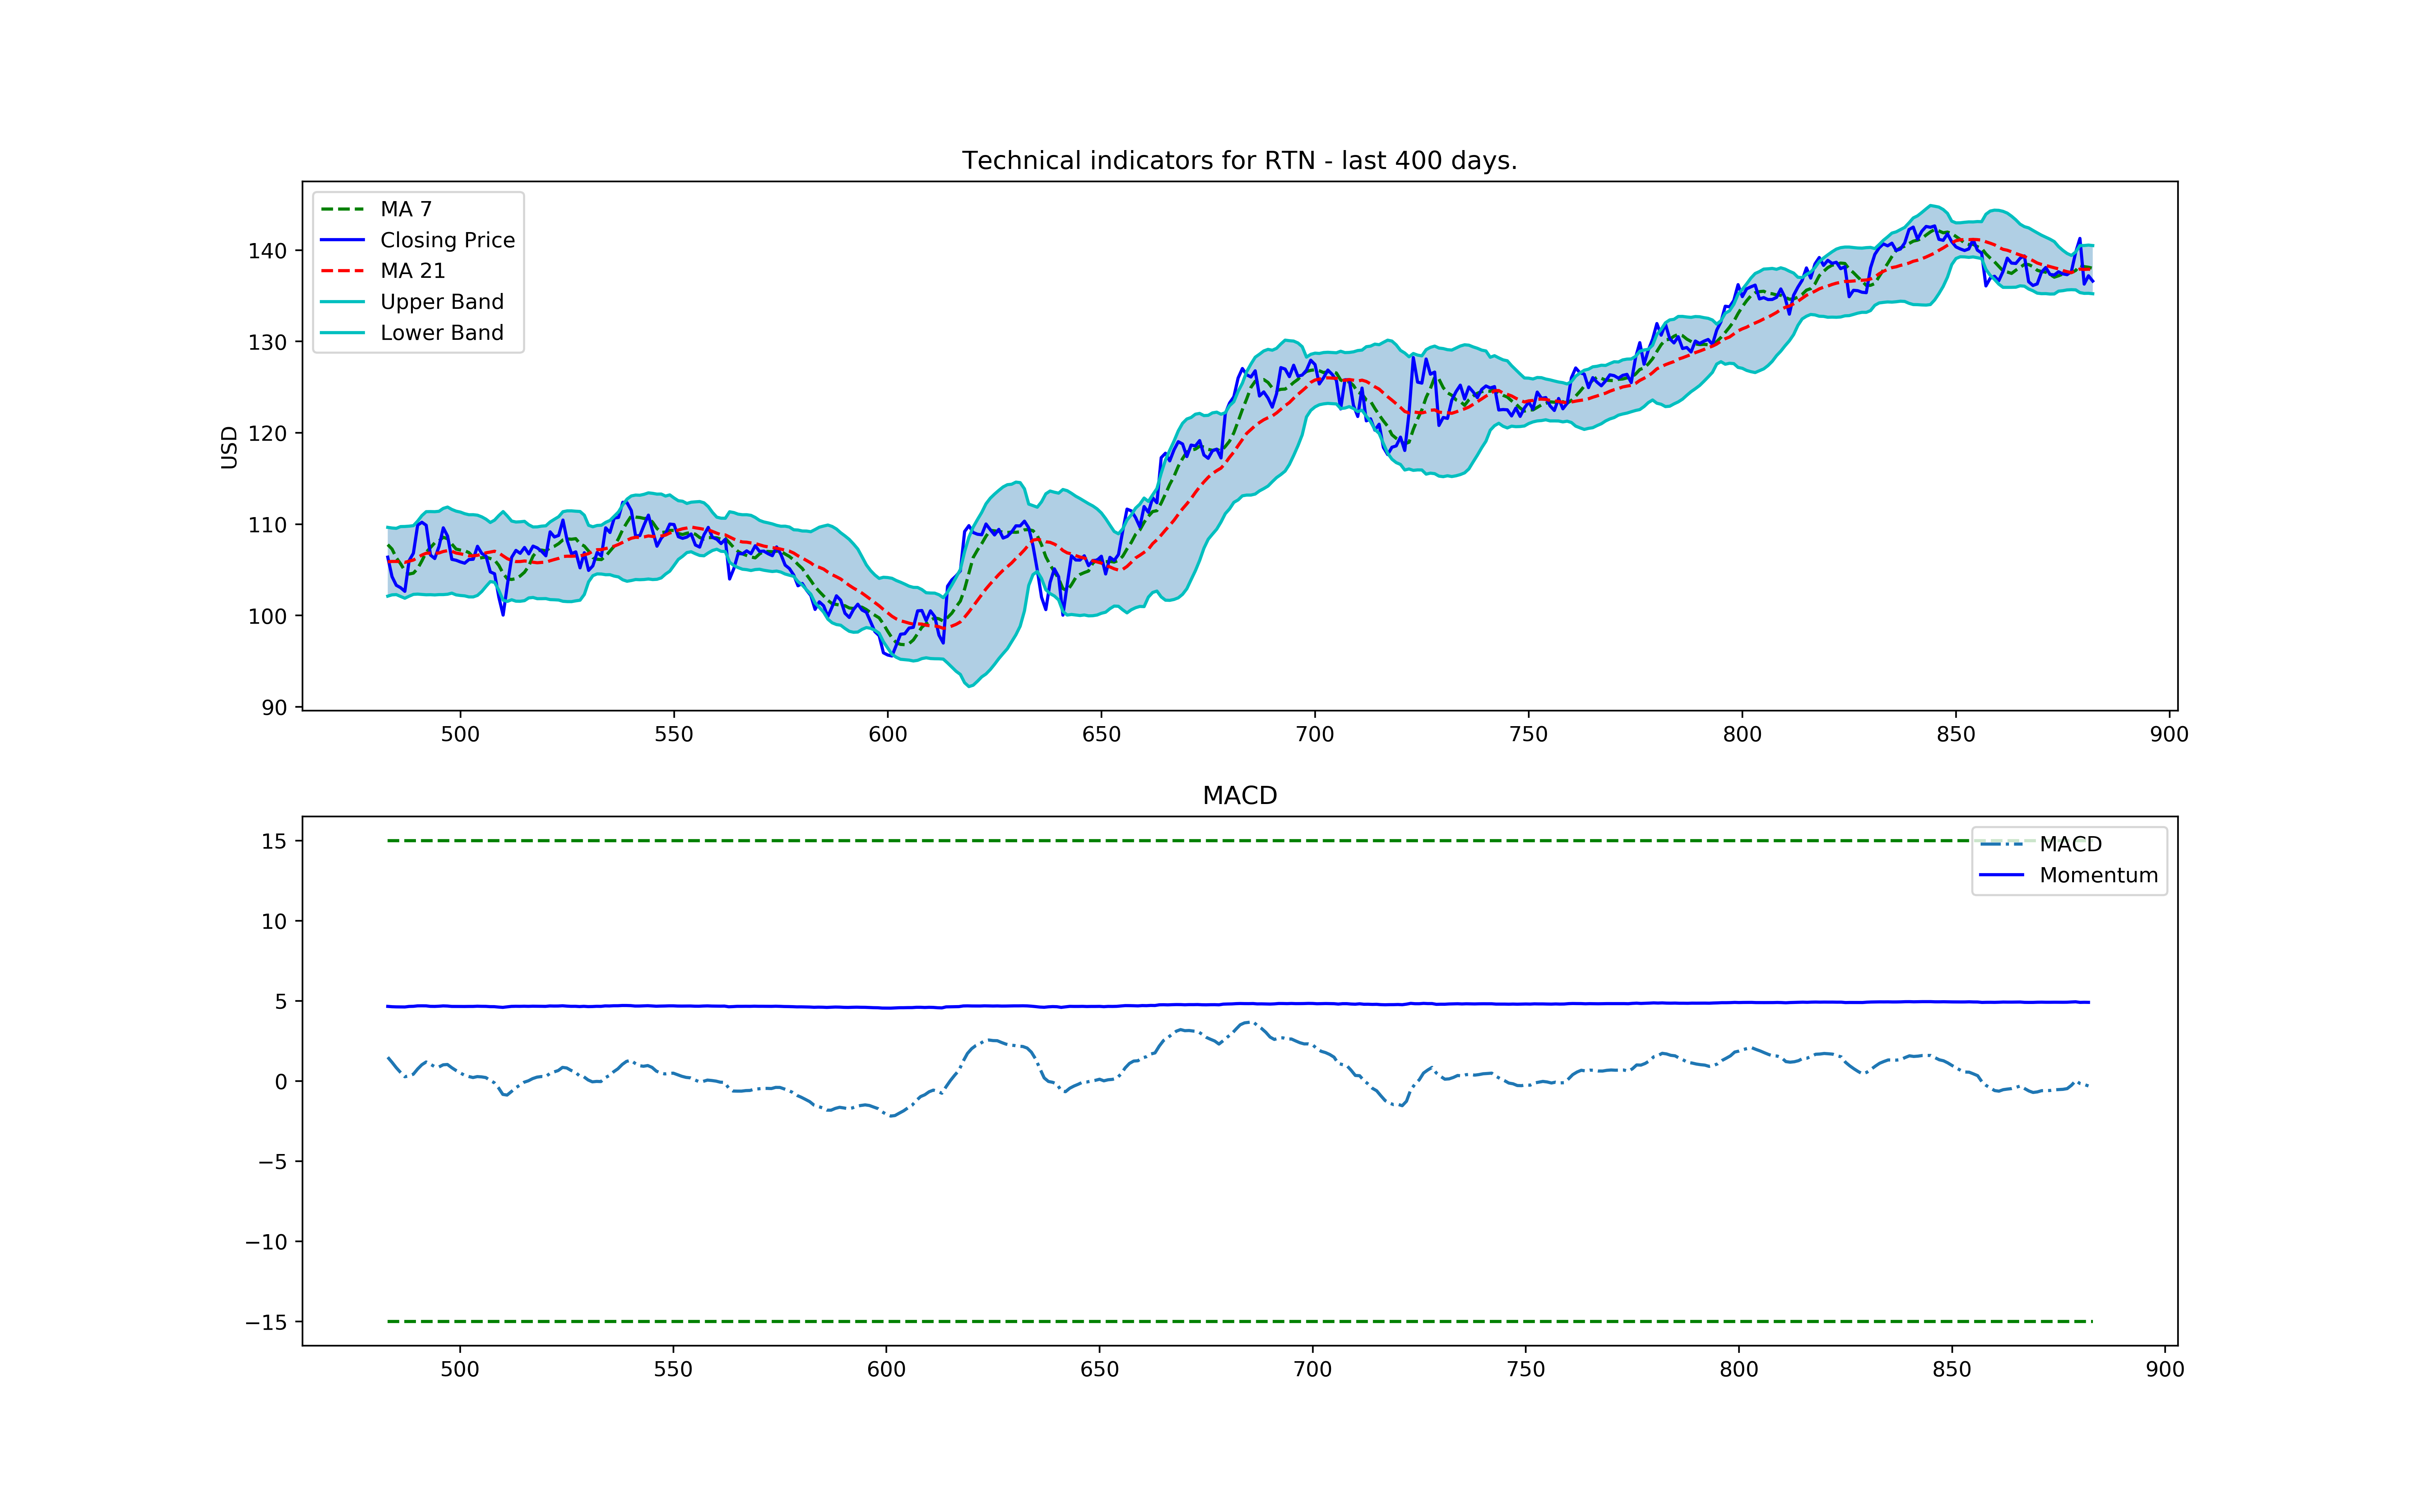 Technical indicators for RTN - last 400 days.
MA 7
Closing Price
MA 21
Upper Band
Lower Band
USD
140
130
120
110
100
90
500 550 600 650 700 750 800 850 900
MACD
MACD
Momentum
15
10
5
0
−5
−10
−15
500 550 600 650 700 750 800 850 900